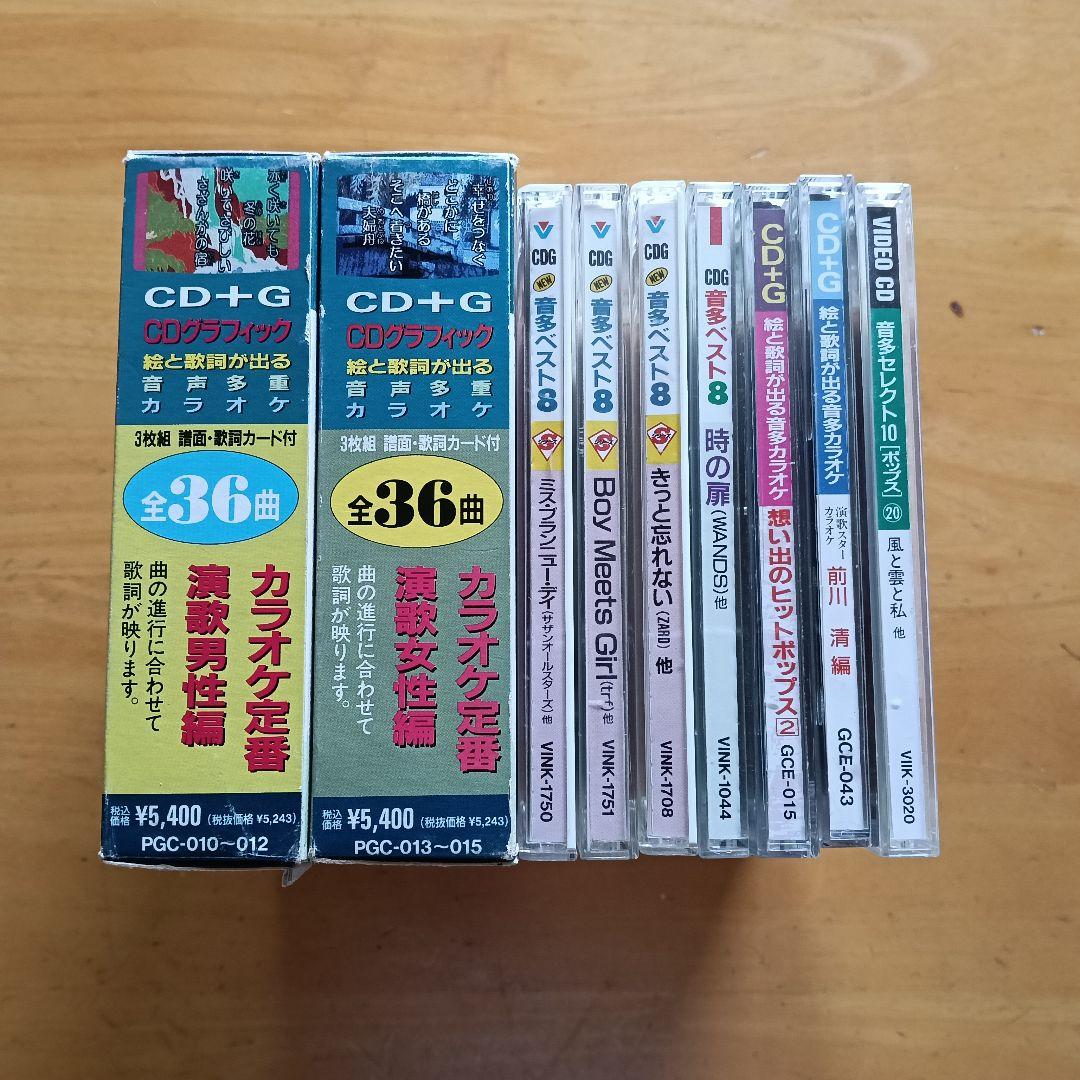 赤く咲いても
冬の花
咲いてさびしい
さざんかの宿
CD+G
CDグラフィック
絵と歌詞が出る
音声多重
カラオケ
3枚組 譜面・歌詞カード付
全36曲
カラオケ定番
演歌男性編
曲の進行に合わせて
歌詞が映ります。
税込価格 ¥5,400 (税抜価格 ¥5,243)
PGC-010～012
幸せをつなぐ
どこかに
橋がある
そこへ着きたい
夫婦舟
CD+G
CDグラフィック
絵と歌詞が出る
音声多重
カラオケ
3枚組 譜面・歌詞カード付
全36曲
カラオケ定番
演歌女性編
曲の進行に合わせて
歌詞が映ります。
税込価格 ¥5,400 (税抜価格 ¥5,243)
PGC-013～015
CDG NEW 音多ベスト8 S ミス・ブランニュー・デイ(サザンオールスターズ)他 VINK-1750
CDG NEW 音多ベスト8 S Boy Meets Girl(trf)他 VINK-1751
CDG NEW 音多ベスト8 S きっと忘れない(ZARD)他 VINK-1708
CDG 音多ベスト8 時の扉(WANDS)他 VINK-1044
CD+G 絵と歌詞が出る音多カラオケ 想い出のヒットポップス2 GCE-015
CD+G 絵と歌詞が出る音多カラオケ 演歌スターカラオケ 前川 清編 GCE-043
VIDEO CD 音多セレクト10[ポップス]⑳ 風と雲と私 他 VIIK-3020